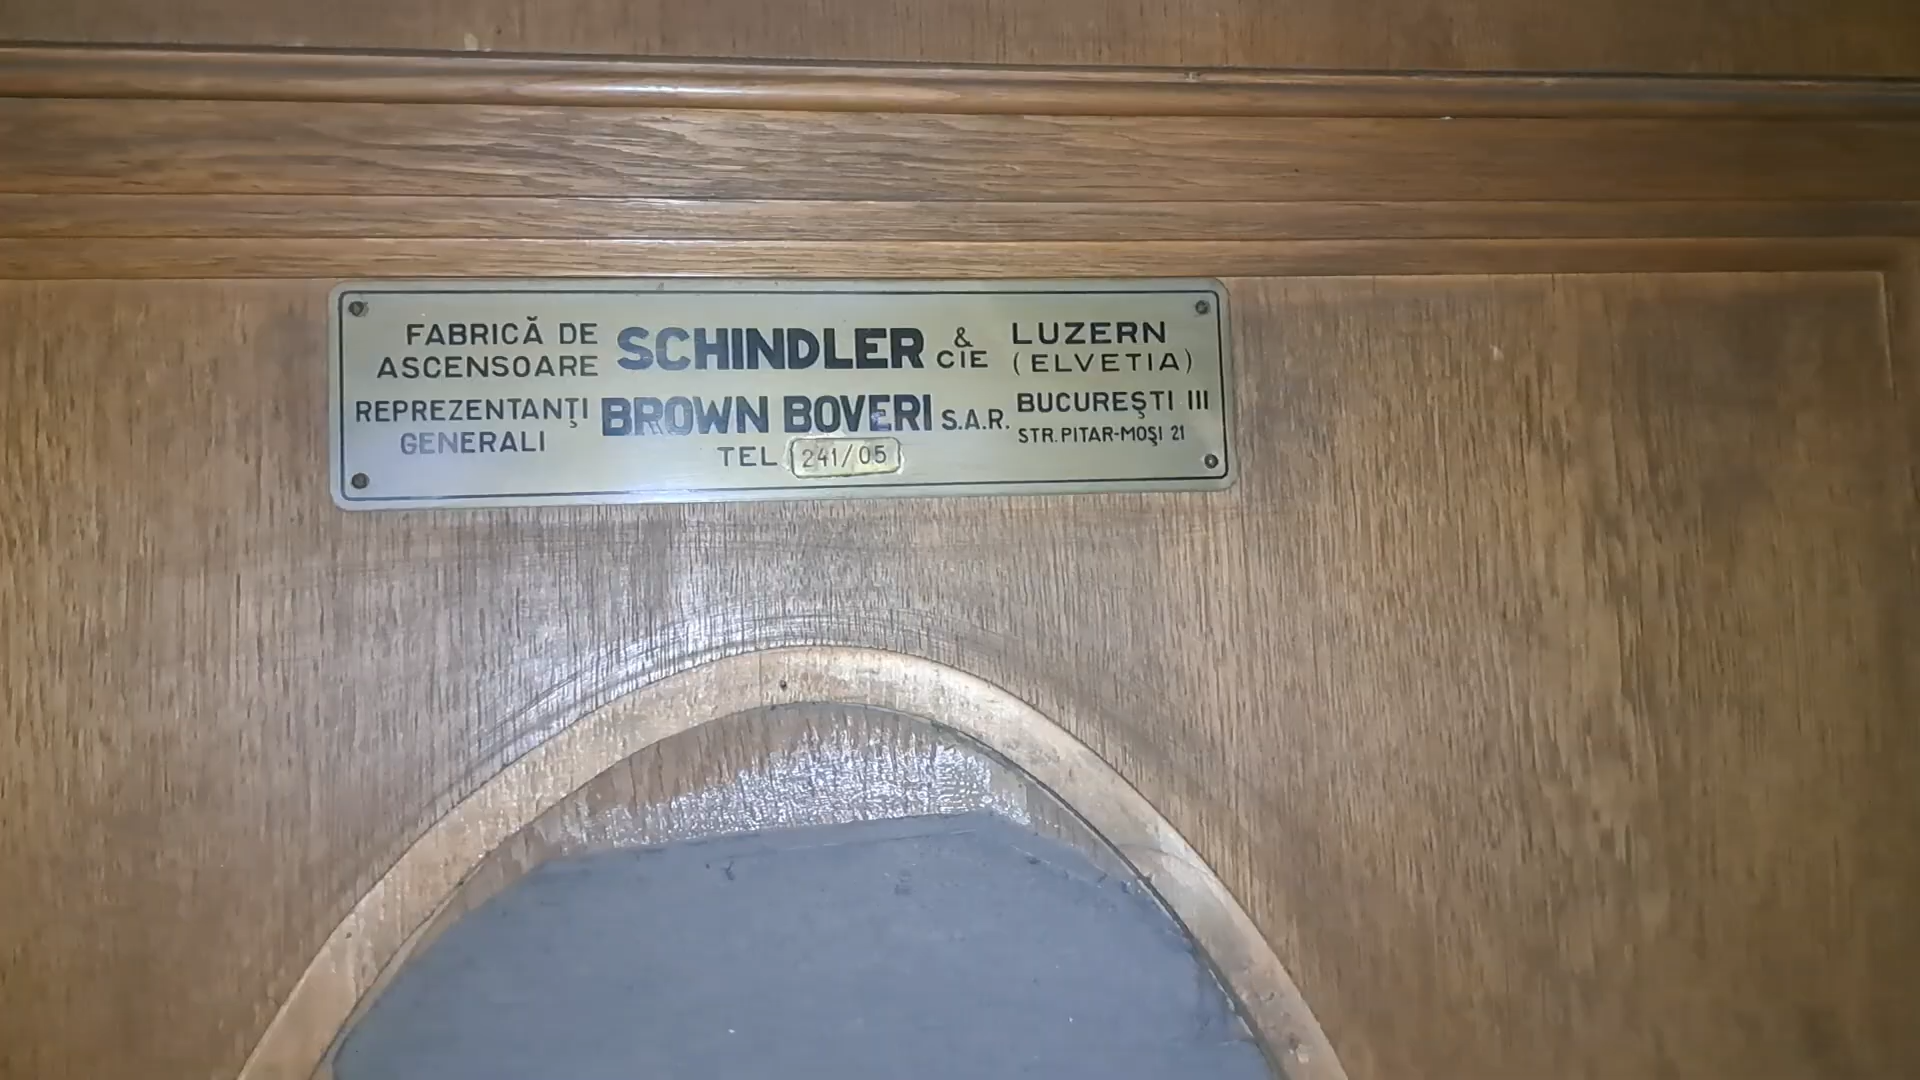 FABRICĂ DE
ASCENSOARE
SCHINDLER
&
CIE
LUZERN
(ELVETIA)
REPREZENTANŢI
GENERALI
BROWN BOVERI S.A.R.
BUCUREŞTI III
STR. PITAR-MOŞI 21
TEL 241/05